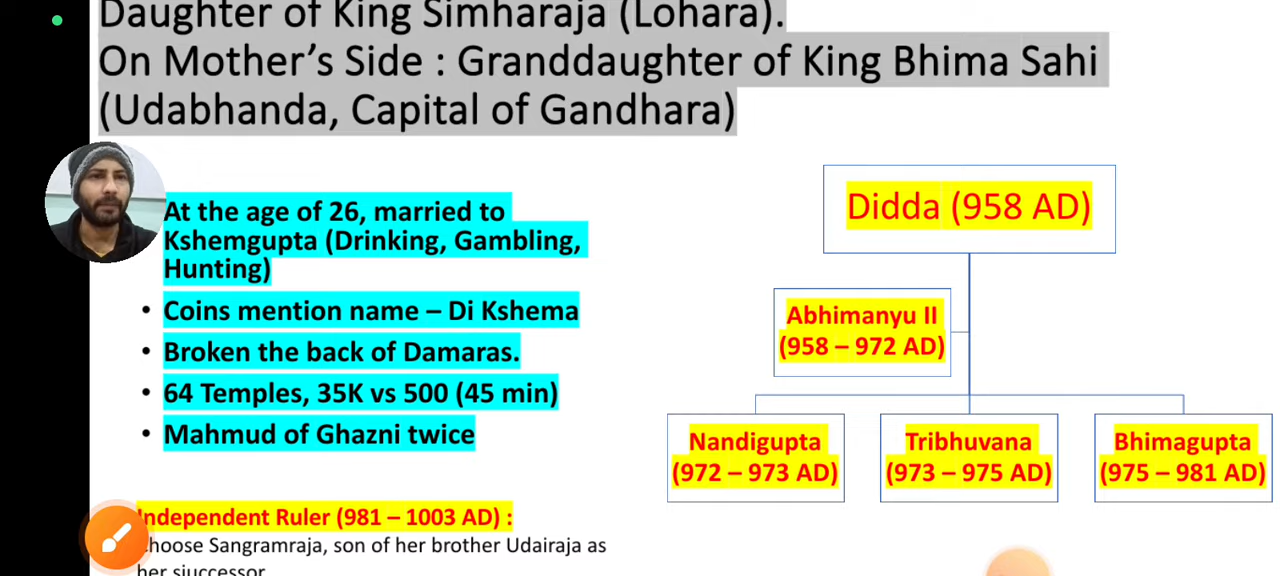 Daughter of King Simharaja (Lohara).
On Mother's Side : Granddaughter of King Bhima Sahi
(Udabhanda, Capital of Gandhara)
At the age of 26, married to
Kshemgupta (Drinking, Gambling,
Hunting)
• Coins mention name – Di Kshema
• Broken the back of Damaras.
• 64 Temples, 35K vs 500 (45 min)
• Mahmud of Ghazni twice
Didda (958 AD)
Abhimanyu II
(958 – 972 AD)
Nandigupta
(972 – 973 AD)
Tribhuvana
(973 – 975 AD)
Bhimagupta
(975 – 981 AD)
Independent Ruler (981 – 1003 AD) :
choose Sangramraja, son of her brother Udairaja as
her sjuccessor